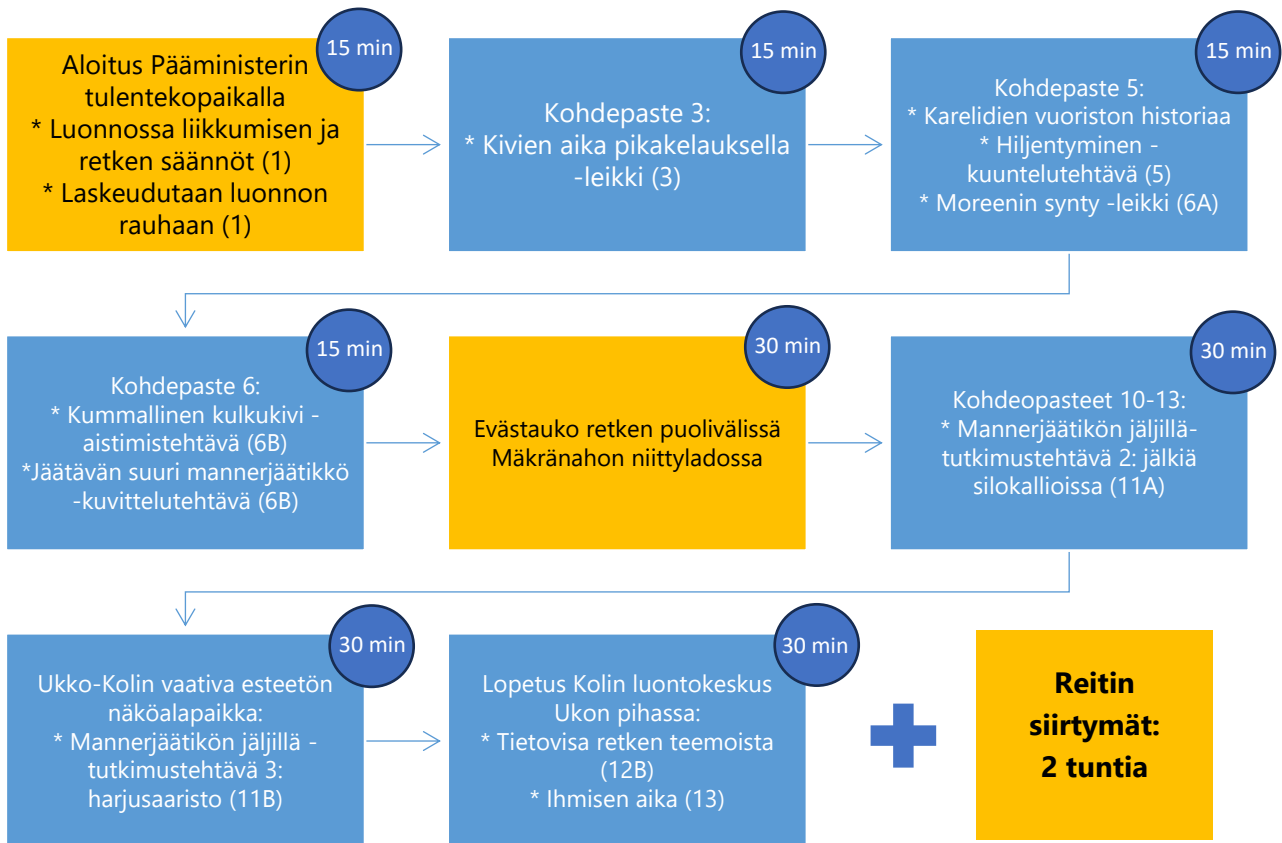 15 min
Aloitus Pääministerin
tulentekopaikalla
* Luonnossa liikkumisen ja
retken säännöt (1)
* Laskeudutaan luonnon
rauhaan (1)
15 min
Kohdepaste 3:
* Kivien aika pikakelauksella
-leikki (3)
15 min
Kohdepaste 5:
* Karelidien vuoriston historiaa
* Hiljentyminen -
kuuntelutehtävä (5)
* Moreenin synty -leikki (6A)
15 min
Kohdepaste 6:
* Kummallinen kulkukivi -
aistimistehtävä (6B)
*Jäätävän suuri mannerjäätikkö
-kuvittelutehtävä (6B)
30 min
Evästauko retken puolivälissä
Mäkränahon niittyladossa
30 min
Kohdeopasteet 10-13:
* Mannerjäätikön jäljillä-
tutkimustehtävä 2: jälkiä
silokallioissa (11A)
30 min
Ukko-Kolin vaativa esteetön
näköalapaikka:
* Mannerjäätikön jäljillä -
tutkimustehtävä 3:
harjusaaristo (11B)
30 min
Lopetus Kolin luontokeskus
Ukon pihassa:
* Tietovisa retken teemoista
(12B)
* Ihmisen aika (13)
Reitin
siirtymät:
2 tuntia